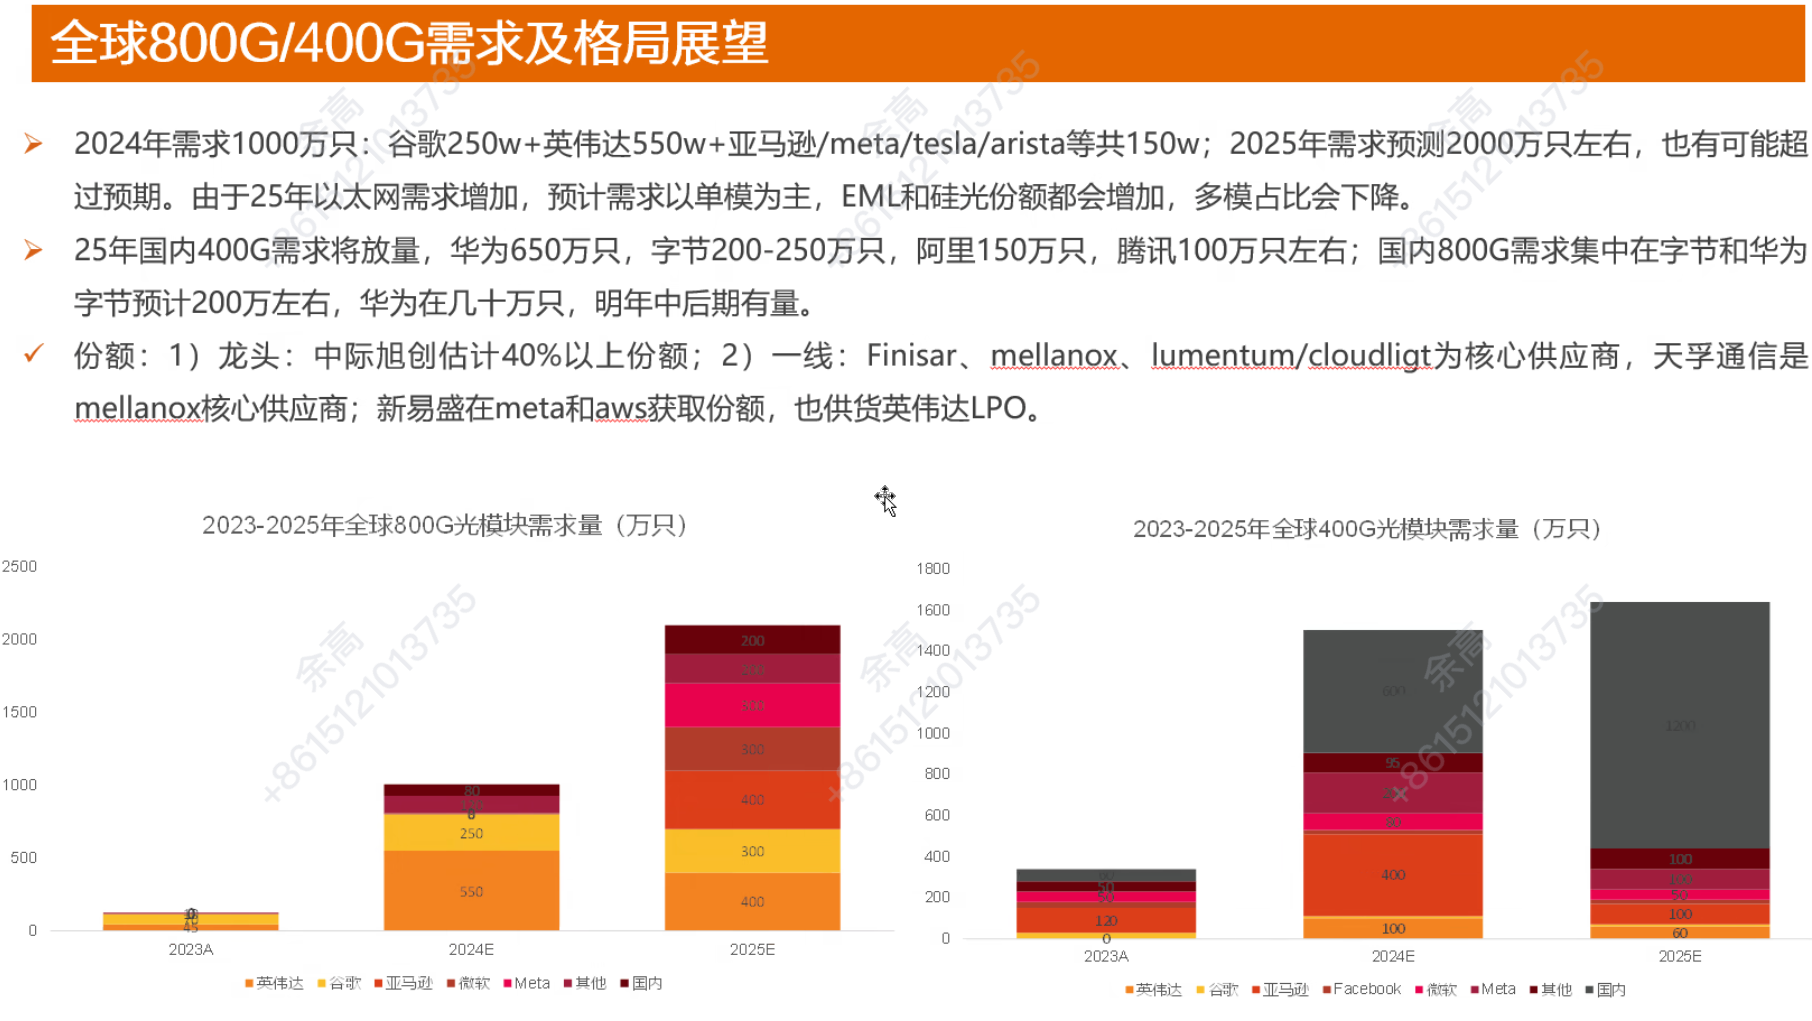 全球800G/400G需求及格局展望
2024年需求1000万只：谷歌250w+英伟达550w+亚马逊/meta/tesla/arista等共150w；2025年需求预测2000万只左右，也有可能超
过预期。由于25年以太网需求增加，预计需求以单模为主，EML和硅光份额都会增加，多模占比会下降。
25年国内400G需求将放量，华为650万只，字节200-250万只，阿里150万只，腾讯100万只左右；国内800G需求集中在字节和华为
字节预计200万左右，华为在几十万只，明年中后期有量。
份额：1）龙头：中际旭创估计40%以上份额；2）一线：Finisar、mellanox、lumentum/cloudligt为核心供应商，天孚通信是
mellanox核心供应商；新易盛在meta和aws获取份额，也供货英伟达LPO。
2023-2025年全球800G光模块需求量（万只）
2500
2000
1500
1000
500
0
45
550
250
80
400
300
400
300
300
200
200
2023A
2024E
2025E
英伟达 谷歌 亚马逊 微软 Meta 其他 国内
2023-2025年全球400G光模块需求量（万只）
1800
1600
1400
1200
1000
800
600
400
200
0
0
120
50
50
60
100
400
80
95
600
60
100
50
100
100
1200
2023A
2024E
2025E
英伟达 谷歌 亚马逊 Facebook 微软 Meta 其他 国内
余高
+8615121013735
余高
+8615121013735
余高
+8615121013735
余高
+8615121013735
余高
+8615121013735
余高
+8615121013735